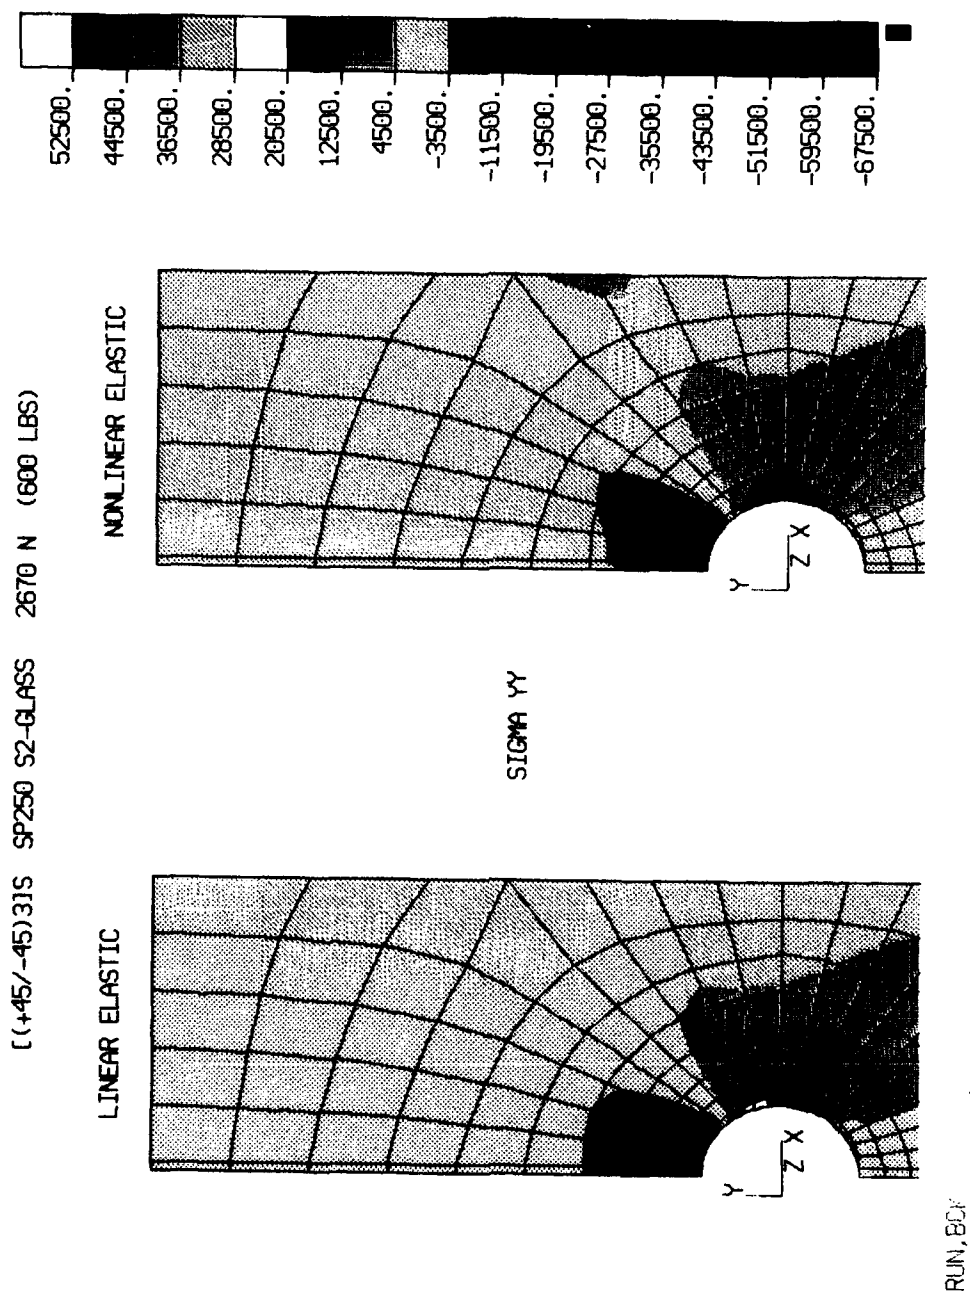 [(+45/-45)3]S SP250 S2-GLASS 2670 N (600 LBS)
LINEAR ELASTIC
NONLINEAR ELASTIC
SIGMA YY
Y
Z X
Y
Z X
52500.
44500.
36500.
28500.
20500.
12500.
4500.
-3500.
-11500.
-19500.
-27500.
-35500.
-43500.
-51500.
-59500.
-67500.